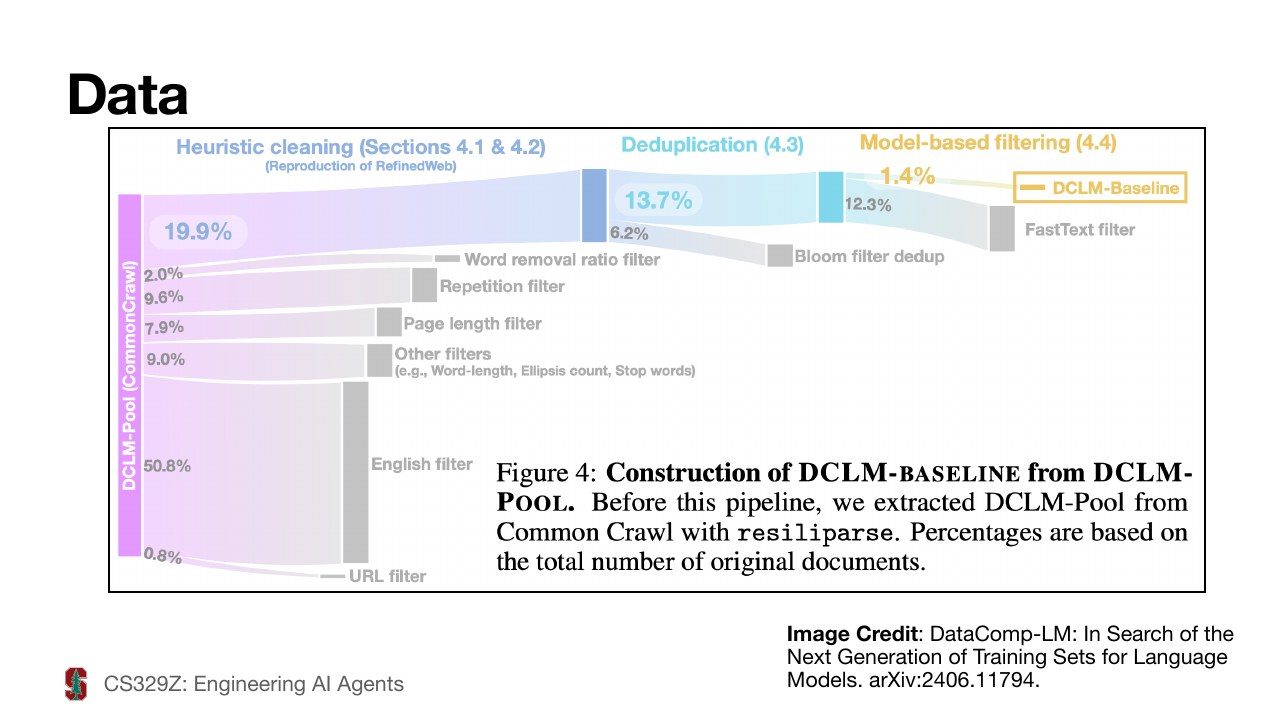 Data
Heuristic cleaning (Sections 4.1 & 4.2)
(Reproduction of RefinedWeb)
Deduplication (4.3)
Model-based filtering (4.4)
DCLM-Pool (CommonCrawl)
19.9%
13.7%
1.4%
DCLM-Baseline
12.3%
FastText filter
6.2%
Bloom filter dedup
2.0%
Word removal ratio filter
9.6%
Repetition filter
7.9%
Page length filter
9.0%
Other filters
(e.g., Word-length, Ellipsis count, Stop words)
50.8%
English filter
0.8%
URL filter
Figure 4: Construction of DCLM-BASELINE from DCLM-
POOL. Before this pipeline, we extracted DCLM-Pool from
Common Crawl with resiliparse. Percentages are based on
the total number of original documents.
Image Credit: DataComp-LM: In Search of the
Next Generation of Training Sets for Language
Models. arXiv:2406.11794.
CS329Z: Engineering AI Agents